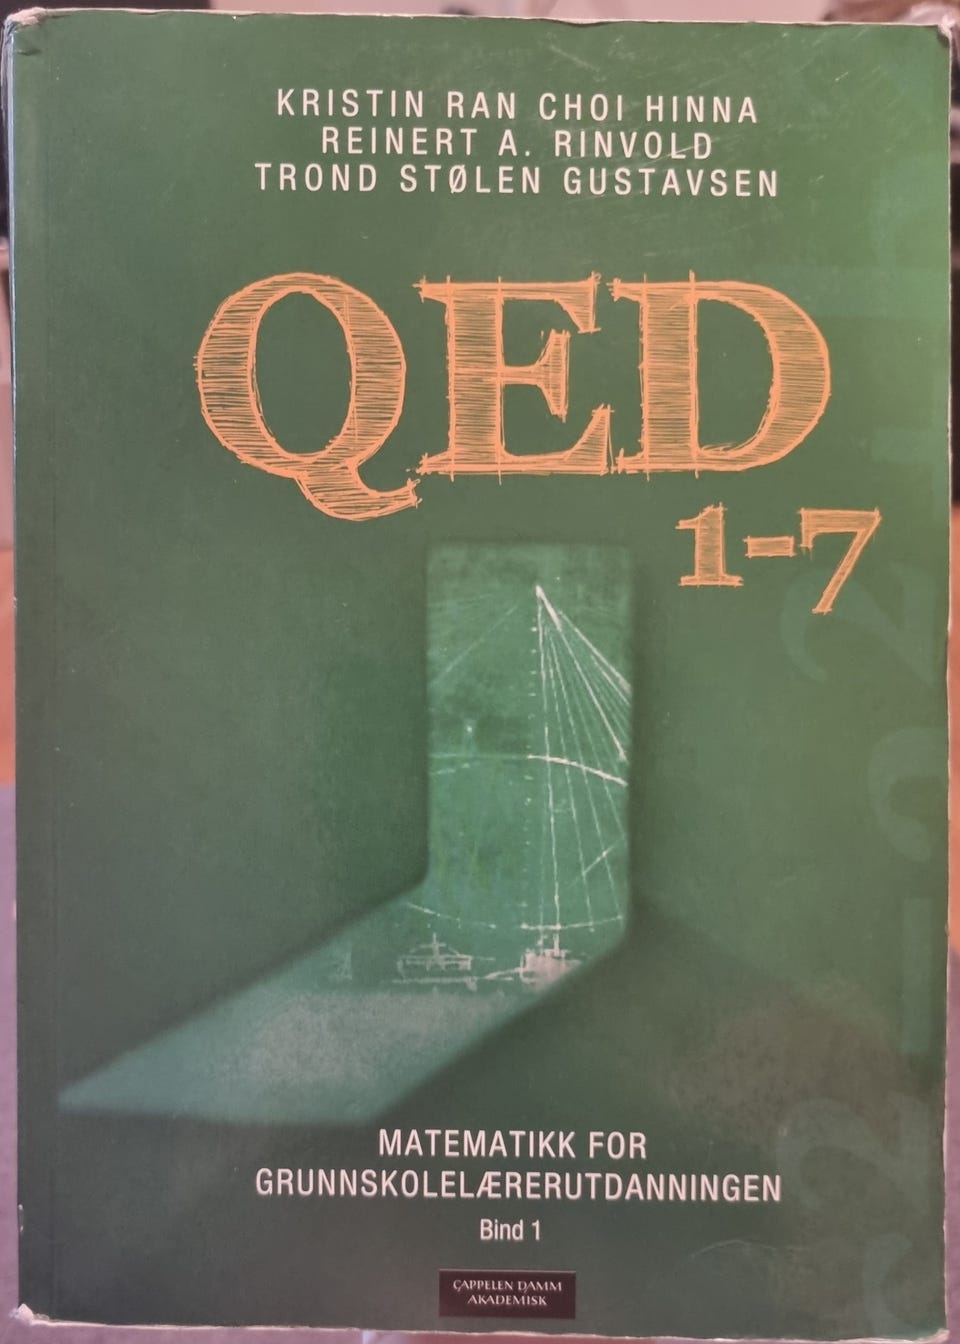 KRISTIN RAN CHOI HINNA
REINERT A. RINVOLD
TROND STØLEN GUSTAVSEN
QED
1-7
MATEMATIKK FOR
GRUNNSKOLELÆRERUTDANNINGEN
Bind 1
CAPPELEN DAMM
AKADEMISK